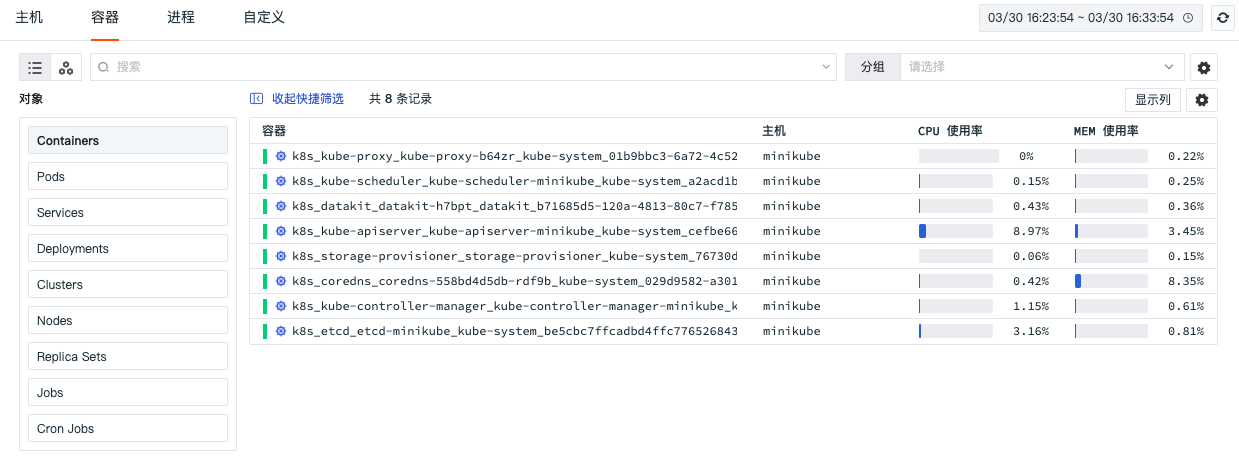 主机 容器 进程 自定义 03/30 16:23:54 ~ 03/30 16:33:54
搜索 分组 请选择
对象 收起快捷筛选 共 8 条记录 显示列
Containers
Pods
Services
Deployments
Clusters
Nodes
Replica Sets
Jobs
Cron Jobs
容器 主机 CPU 使用率 MEM 使用率
k8s_kube-proxy_kube-proxy-b64zr_kube-system_01b9bbc3-6a72-4c52 minikube 0% 0.22%
k8s_kube-scheduler_kube-scheduler-minikube_kube-system_a2acd1b minikube 0.15% 0.25%
k8s_datakit_datakit-h7bpt_datakit_b71685d5-120a-4813-80c7-f785 minikube 0.43% 0.36%
k8s_kube-apiserver_kube-apiserver-minikube_kube-system_cefbe66 minikube 8.97% 3.45%
k8s_storage-provisioner_storage-provisioner_kube-system_76730d minikube 0.06% 0.15%
k8s_coredns_coredns-558bd4d5db-rdf9b_kube-system_029d9582-a301 minikube 0.42% 8.35%
k8s_kube-controller-manager_kube-controller-manager-minikube_k minikube 1.15% 0.61%
k8s_etcd_etcd-minikube_kube-system_be5cbc7ffcadbd4ffc776526843 minikube 3.16% 0.81%